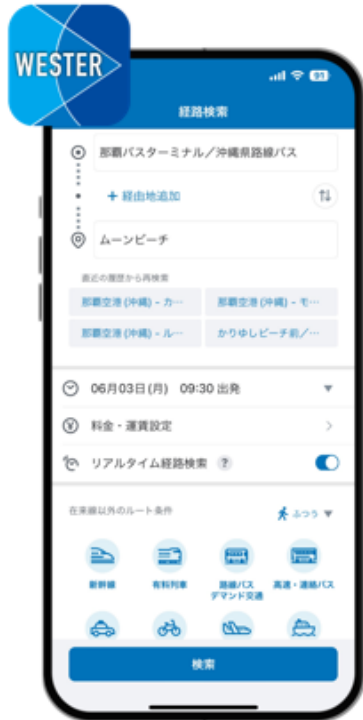 WESTER
91
経路検索
那覇バスターミナル/沖縄県路線バス
+ 経由地追加
ムーンビーチ
直近の履歴から再検索
那覇空港 (沖縄) - カ…
那覇空港 (沖縄) - モ…
那覇空港 (沖縄) - ル…
かりゆしビーチ前/…
06月03日(月) 09:30 出発
料金・運賃設定
リアルタイム経路検索 ?
在来線以外のルート条件
ふつう
新幹線
有料列車
路線バス
デマンド交通
高速・連絡バス
検索